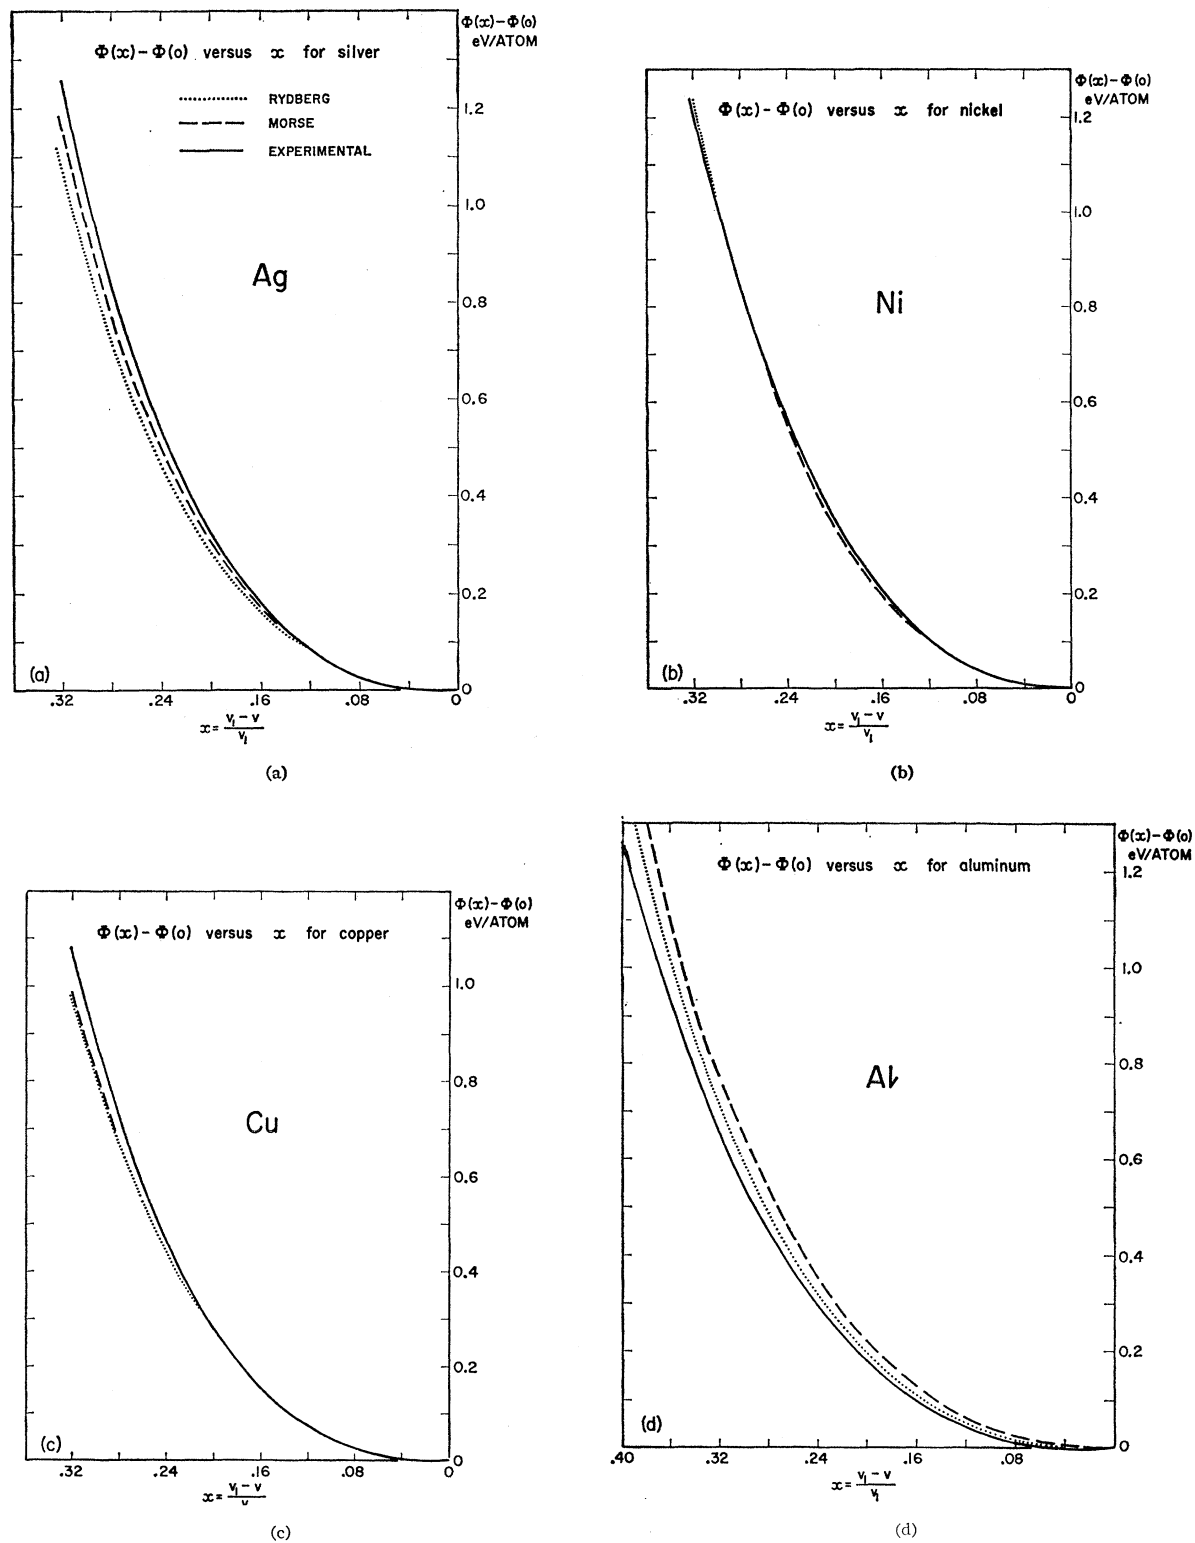 Φ(x)-Φ(o)
eV/ATOM
Φ(x)-Φ(o) versus x for silver
RYDBERG
MORSE
EXPERIMENTAL
1.2
1.0
Ag
0.8
0.6
0.4
0.2
(a)
.32 .24 .16 .08 0 0
x = v₁ - v / v₁
(a)
Φ(x)-Φ(o)
eV/ATOM
Φ(x)-Φ(o) versus x for nickel
1.2
1.0
Ni
0.8
0.6
0.4
0.2
(b)
.32 .24 .16 .08 0 0
x = v₁ - v / v₁
(b)
Φ(x)-Φ(o)
eV/ATOM
Φ(x)-Φ(o) versus x for copper
1.0
0.8
Cu
0.6
0.4
0.2
(c)
.32 .24 .16 .08 0 0
x = v₁ - v / v
(c)
Φ(x)-Φ(o)
eV/ATOM
Φ(x)-Φ(o) versus x for aluminum
1.2
1.0
Al
0.8
0.6
0.4
0.2
(d)
.40 .32 .24 .16 .08 0
x = v₁ - v / v₁
(d)